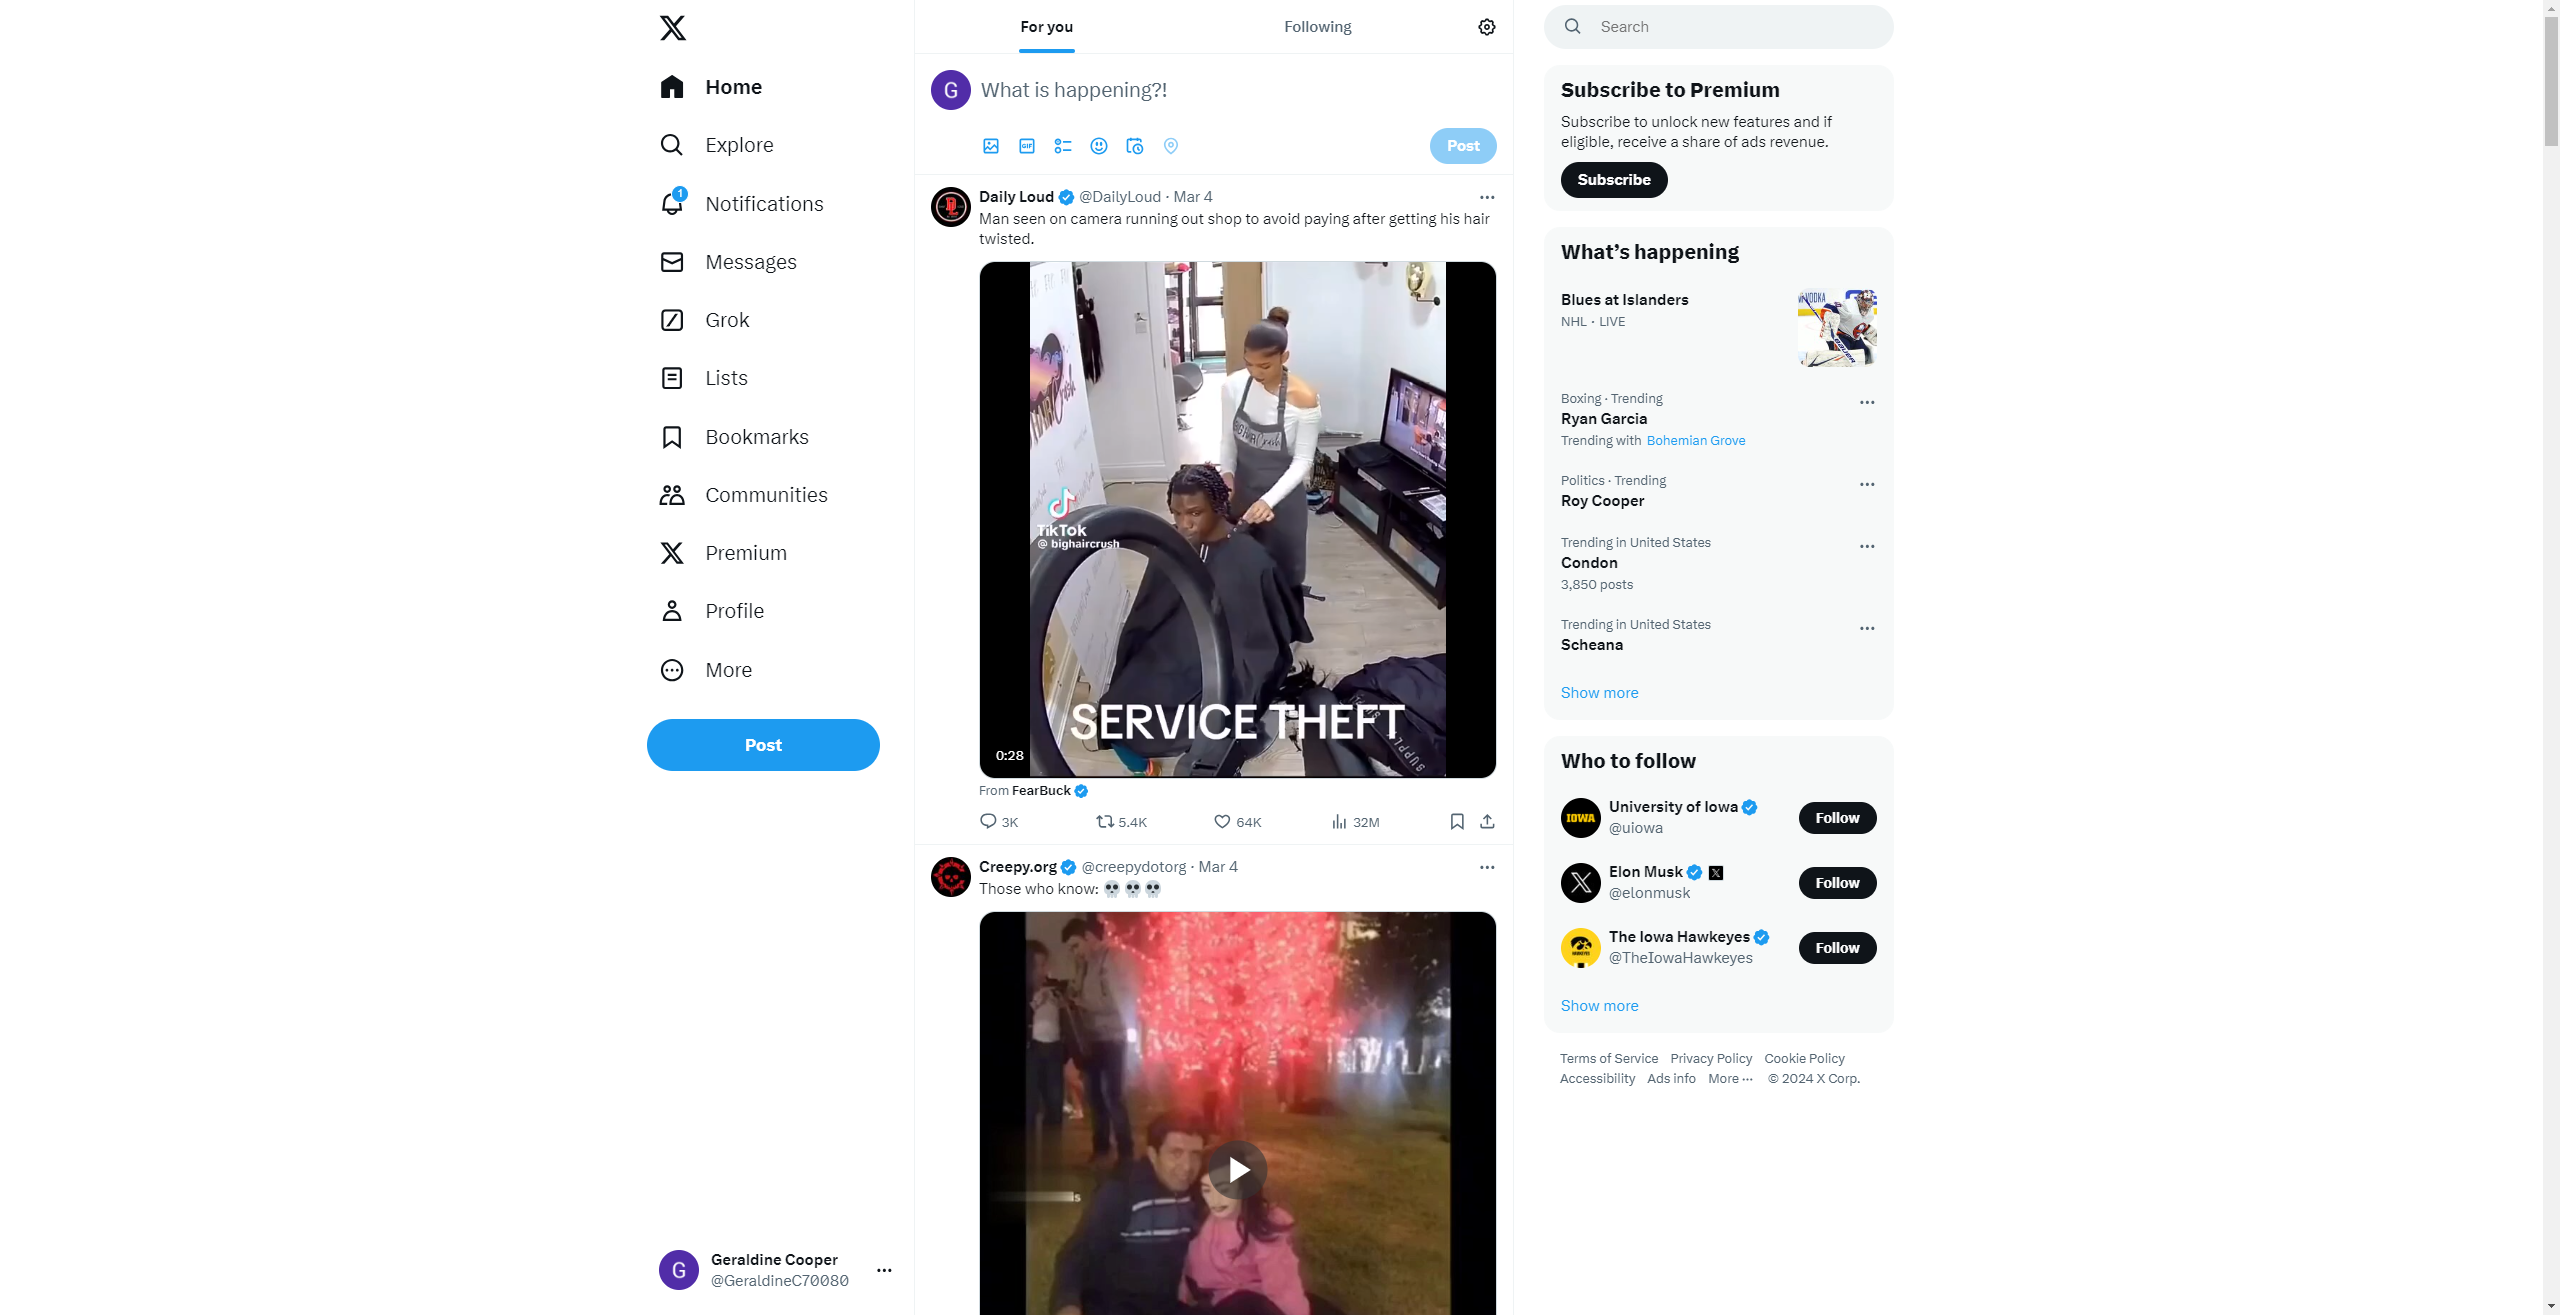 Home
Explore
1
Notifications
Messages
Grok
Lists
Bookmarks
Communities
Premium
Profile
More
Post
G
Geraldine Cooper
@GeraldineC70080
For you
Following
G
What is happening?!
GIF
Post
Daily Loud @DailyLoud · Mar 4
Man seen on camera running out shop to avoid paying after getting his hair
twisted.
TikTok
@ bighaircrush
SERVICE THEFT
0:28
From FearBuck
3K
5.4K
64K
32M
Creepy.org @creepydotorg · Mar 4
Those who know: 💀💀💀
Search
Subscribe to Premium
Subscribe to unlock new features and if
eligible, receive a share of ads revenue.
Subscribe
What’s happening
Blues at Islanders
NHL · LIVE
Boxing · Trending
Ryan Garcia
Trending with Bohemian Grove
Politics · Trending
Roy Cooper
Trending in United States
Condon
3,850 posts
Trending in United States
Scheana
Show more
Who to follow
IOWA
University of Iowa
@uiowa
Follow
Elon Musk
@elonmusk
Follow
The Iowa Hawkeyes
@TheIowaHawkeyes
Follow
Show more
Terms of Service Privacy Policy Cookie Policy
Accessibility Ads info More ··· © 2024 X Corp.